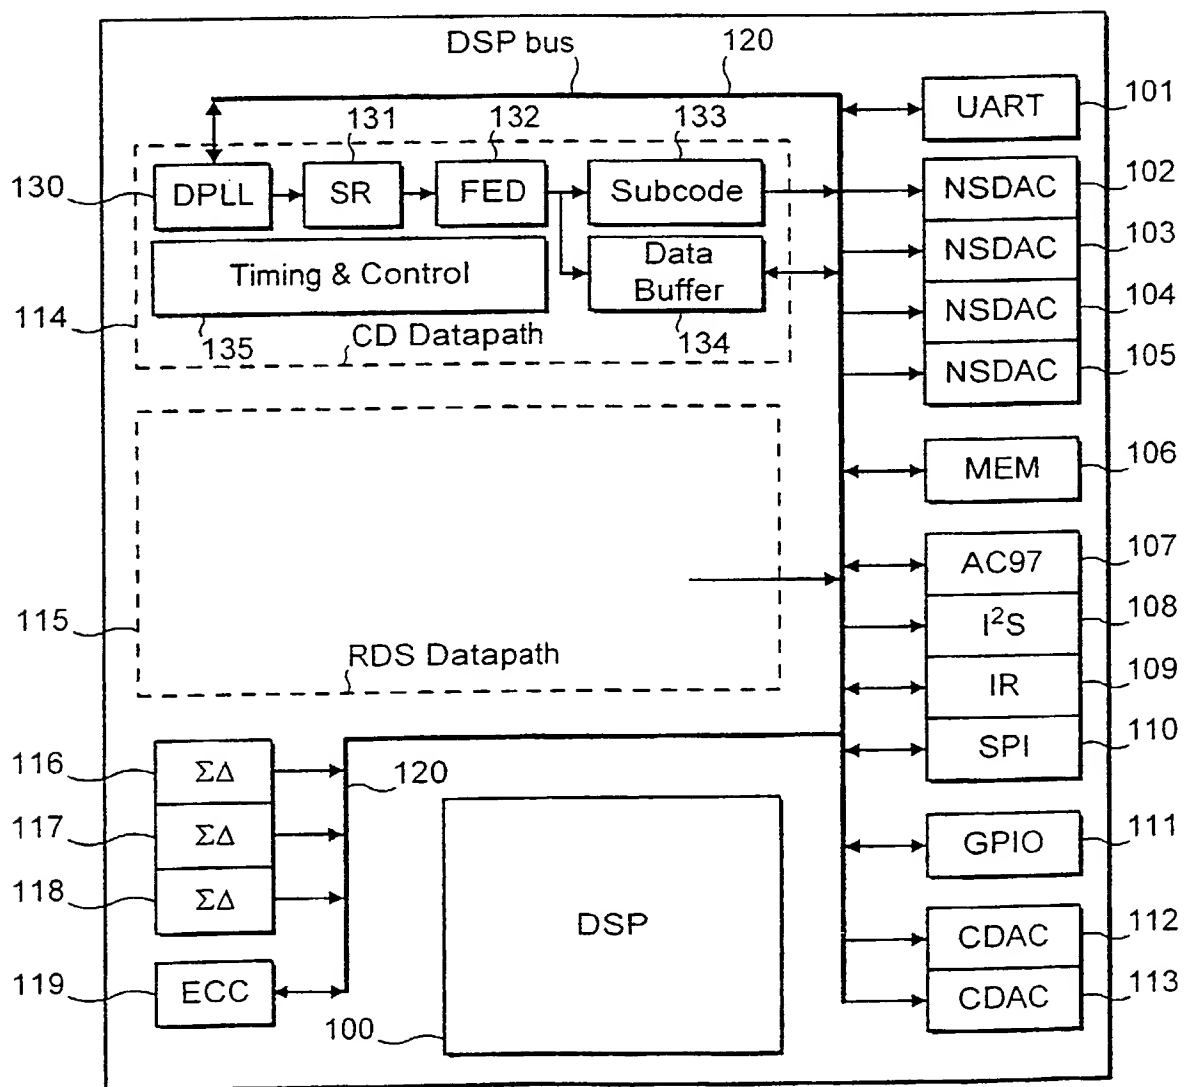 DSP bus 120
131 132 133
130 DPLL SR FED Subcode
Timing & Control Data
Buffer
114 135 CD Datapath 134
115 RDS Datapath
UART 101
NSDAC 102
NSDAC 103
NSDAC 104
NSDAC 105
MEM 106
AC97 107
I²S 108
IR 109
SPI 110
GPIO 111
CDAC 112
CDAC 113
116 ΣΔ 120
117 ΣΔ
118 ΣΔ
119 ECC
DSP
100